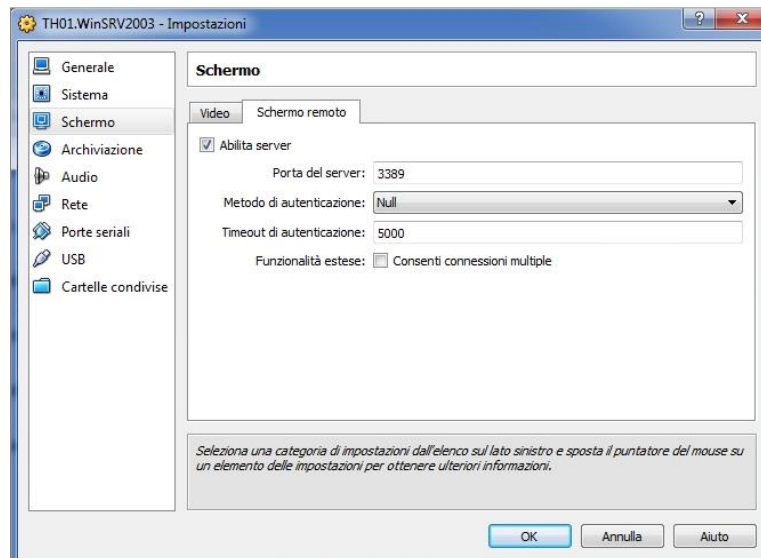 TH01.WinSRV2003 - Impostazioni
Generale
Sistema
Schermo
Archiviazione
Audio
Rete
Porte seriali
USB
Cartelle condivise
Schermo
Video
Schermo remoto
Abilita server
Porta del server: 3389
Metodo di autenticazione: Null
Timeout di autenticazione: 5000
Funzionalità estese: Consenti connessioni multiple
Seleziona una categoria di impostazioni dall'elenco sul lato sinistro e sposta il puntatore del mouse su
un elemento delle impostazioni per ottenere ulteriori informazioni.
OK
Annulla
Aiuto